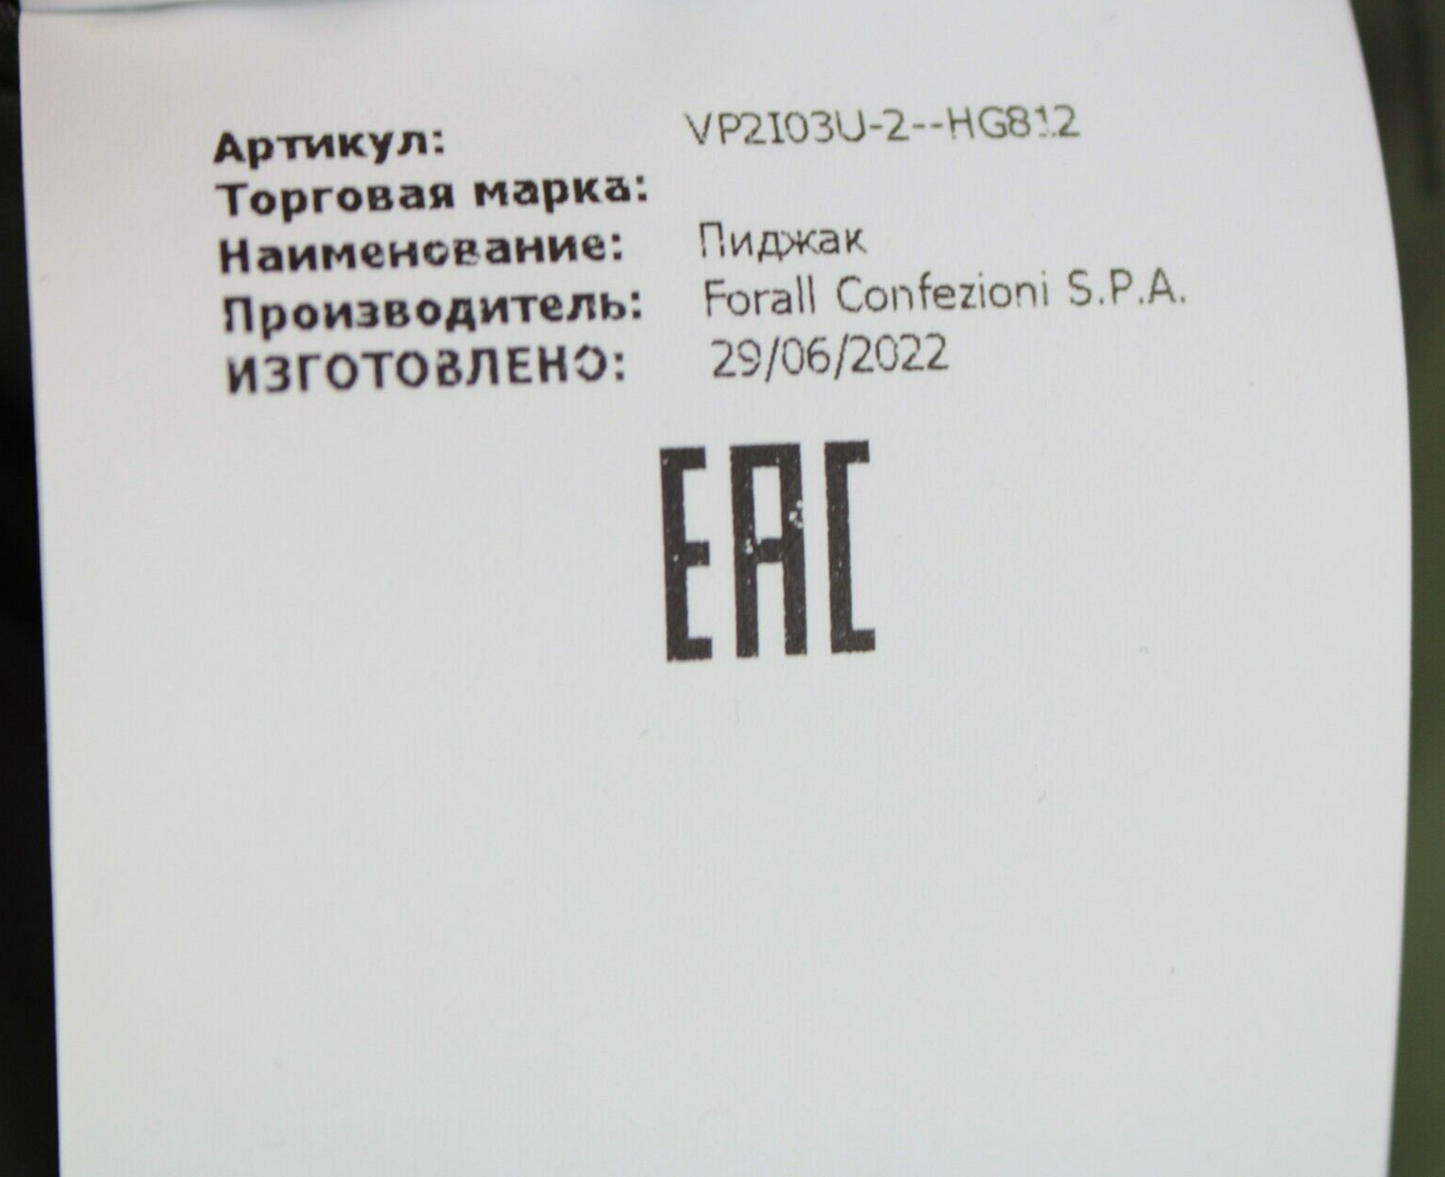 Артикул: VP2I03U-2--HG812
Торговая марка:
Наименование: Пиджак
Производитель: Forall Confezioni S.P.A.
ИЗГОТОВЛЕНО: 29/06/2022
EAC